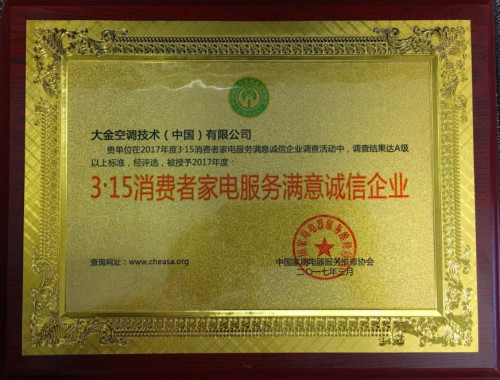 大金空调技术（中国）有限公司
贵单位在2017年度3·15消费者家电服务满意诚信企业调查活动中，调查结果达A级
以上标准，经评选，被授予2017年度：
3·15消费者家电服务满意诚信企业
查询网址：www.cheasa.org
中国家用电器服务维修协会
二〇一七年三月